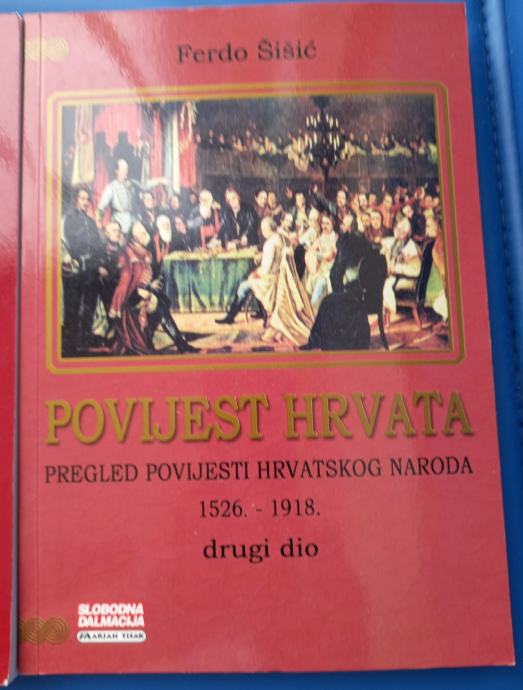 Ferdo Šišić
POVIJEST HRVATA
PREGLED POVIJESTI HRVATSKOG NARODA
1526. - 1918.
drugi dio
SLOBODNA
DALMACIJA
MARJAN TISAK